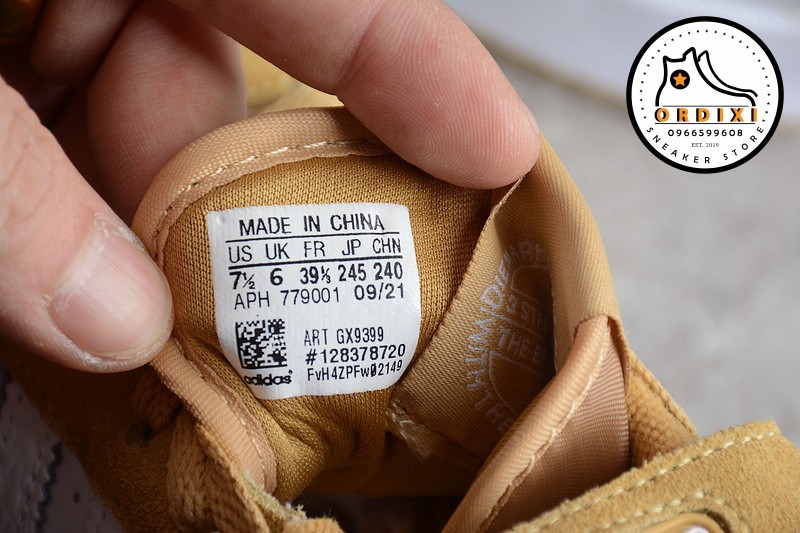 MADE IN CHINA
US UK FR JP CHN
7½ 6 39⅓ 245 240
APH 779001 09/21
ART GX9399
#128378720
FvH4ZPFw02149
adidas
ORDIXI
0966599608
EST. 2019
SNEAKER STORE